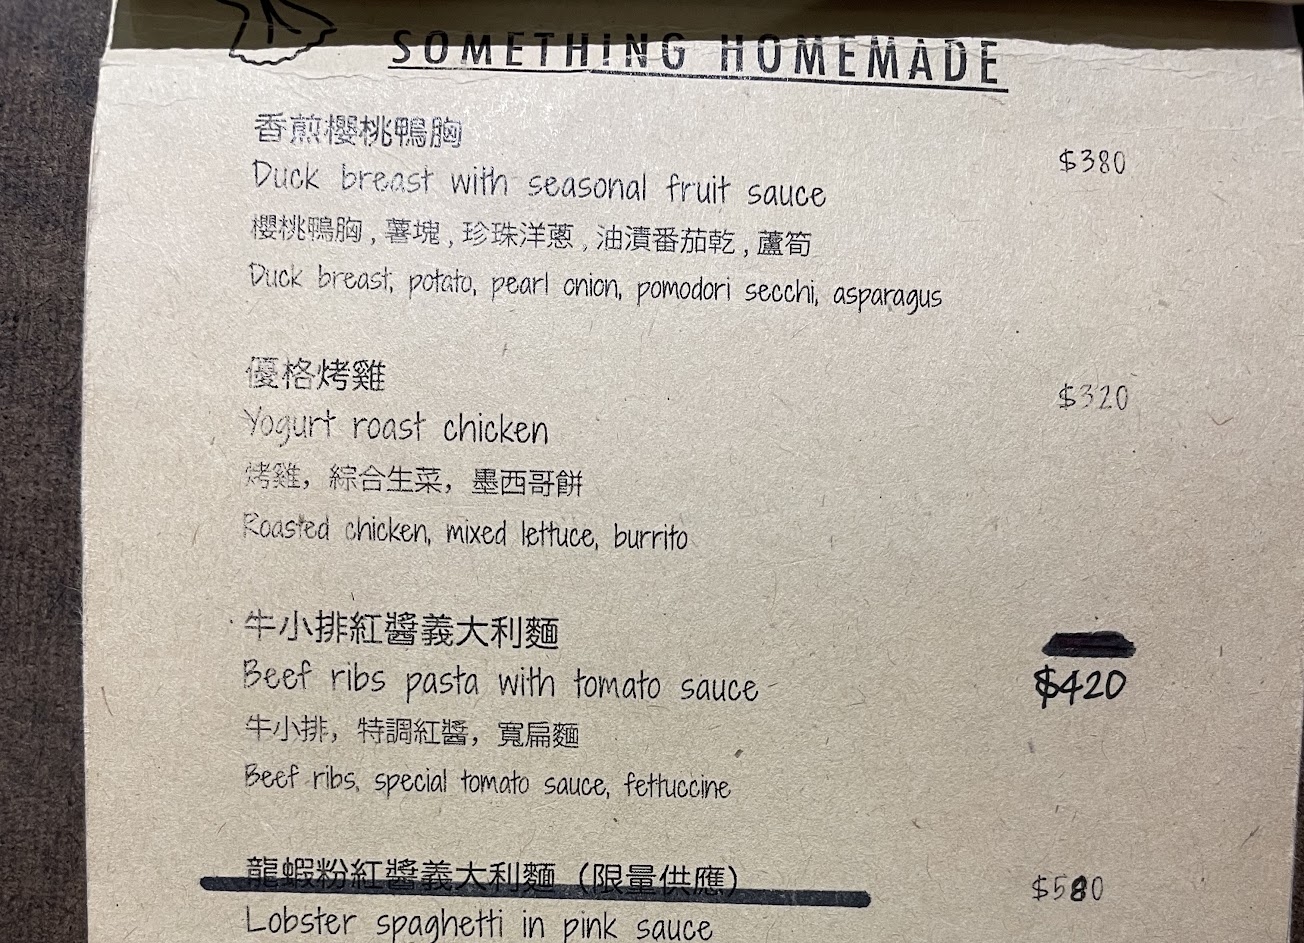 SOMETHING HOMEMADE
香煎櫻桃鴨胸
$380
Duck breast with seasonal fruit sauce
櫻桃鴨胸 , 薯塊 , 珍珠洋蔥 , 油漬番茄乾 , 蘆筍
Duck breast, potato, pearl onion, pomodori secchi, asparagus
優格烤雞
$320
Yogurt roast chicken
烤雞，綜合生菜，墨西哥餅
Roasted chicken, mixed lettuce, burrito
牛小排紅醬義大利麵
Beef ribs pasta with tomato sauce
$420
牛小排，特調紅醬，寬扁麵
Beef ribs, special tomato sauce, fettuccine
龍蝦粉紅醬義大利麵（限量供應）
$580
Lobster spaghetti in pink sauce